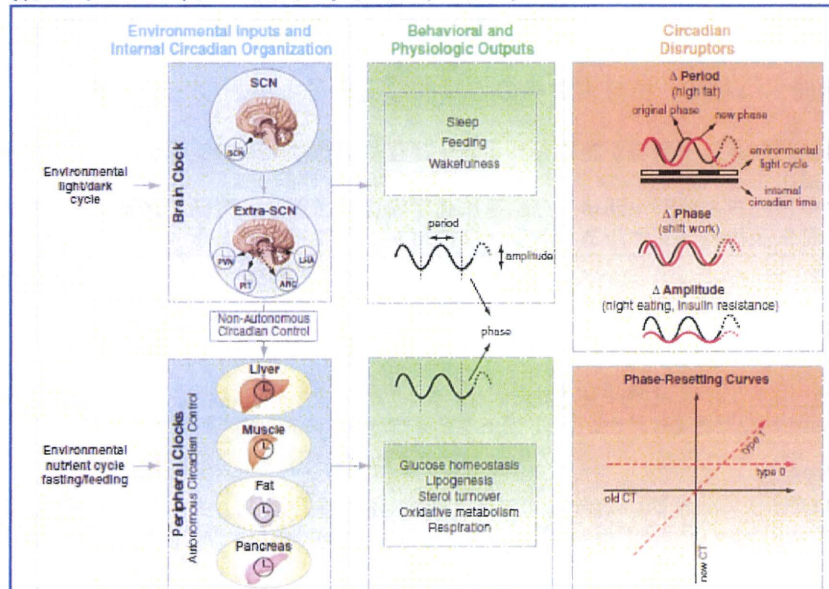 Environmental Inputs and
Internal Circadian Organization
Behavioral and
Physiologic Outputs
Circadian
Disruptors
Environmental
light/dark
cycle
Brain Clock
SCN
SCN
Extra-SCN
PVN
LHA
PIT
ARC
Non-Autonomous
Circadian Control
Sleep
Feeding
Wakefulness
period
amplitude
phase
Δ Period
(high fat)
original phase
new phase
environmental
light cycle
internal
circadian time
Δ Phase
(shift work)
Δ Amplitude
(night eating, insulin resistance)
Environmental
nutrient cycle
fasting/feeding
Peripheral Clocks
Autonomous Circadian Control
Liver
Muscle
Fat
Pancreas
Glucose homeostasis
Lipogenesis
Sterol turnover
Oxidative metabolism
Respiration
Phase-Resetting Curves
type 1
type 0
old CT
new CT